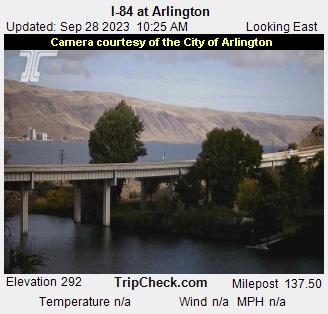 I-84 at Arlington
Updated: Sep 28 2023 10:25 AM Looking East
Camera courtesy of the City of Arlington
Elevation 292 TripCheck.com Milepost 137.50
Temperature n/a Wind n/a MPH n/a